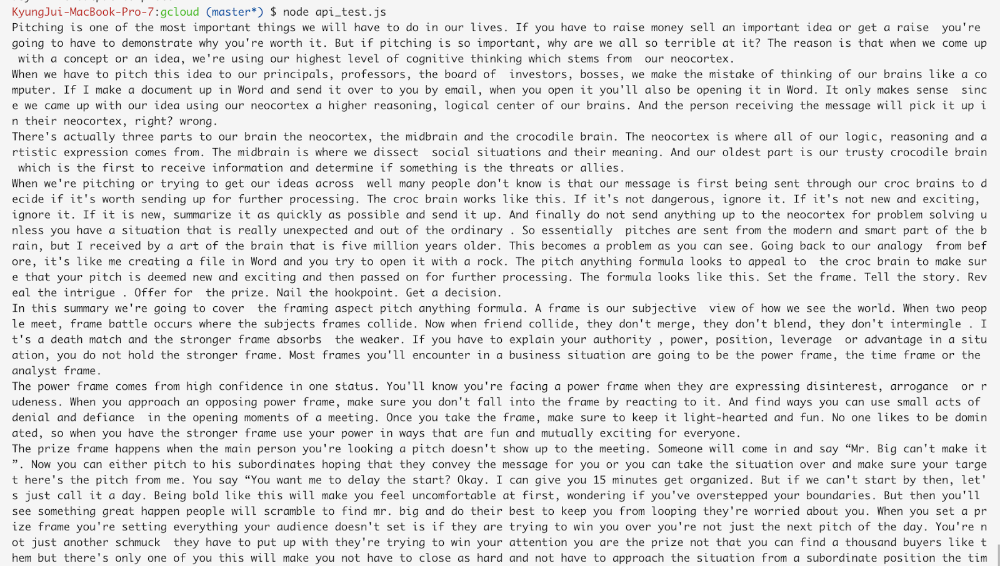 KyungJui-MacBook-Pro-7:gcloud (master*) $ node api_test.js
Pitching is one of the most important things we will have to do in our lives. If you have to raise money sell an important idea or get a raise  you're
going to have to demonstrate why you're worth it. But if pitching is so important, why are we all so terrible at it? The reason is that when we come up
 with a concept or an idea, we're using our highest level of cognitive thinking which stems from  our neocortex.
When we have to pitch this idea to our principals, professors, the board of  investors, bosses, we make the mistake of thinking of our brains like a co
mputer. If I make a document up in Word and send it over to you by email, when you open it you'll also be opening it in Word. It only makes sense  sinc
e we came up with our idea using our neocortex a higher reasoning, logical center of our brains. And the person receiving the message will pick it up i
n their neocortex, right? wrong.
There's actually three parts to our brain the neocortex, the midbrain and the crocodile brain. The neocortex is where all of our logic, reasoning and a
rtistic expression comes from. The midbrain is where we dissect  social situations and their meaning. And our oldest part is our trusty crocodile brain
 which is the first to receive information and determine if something is the threats or allies.
When we're pitching or trying to get our ideas across  well many people don't know is that our message is first being sent through our croc brains to d
ecide if it's worth sending up for further processing. The croc brain works like this. If it's not dangerous, ignore it. If it's not new and exciting,
ignore it. If it is new, summarize it as quickly as possible and send it up. And finally do not send anything up to the neocortex for problem solving u
nless you have a situation that is really unexpected and out of the ordinary . So essentially  pitches are sent from the modern and smart part of the b
rain, but I received by a art of the brain that is five million years older. This becomes a problem as you can see. Going back to our analogy  from bef
ore, it's like me creating a file in Word and you try to open it with a rock. The pitch anything formula looks to appeal to  the croc brain to make sur
e that your pitch is deemed new and exciting and then passed on for further processing. The formula looks like this. Set the frame. Tell the story. Rev
eal the intrigue . Offer for  the prize. Nail the hookpoint. Get a decision.
In this summary we're going to cover  the framing aspect pitch anything formula. A frame is our subjective  view of how we see the world. When two peop
le meet, frame battle occurs where the subjects frames collide. Now when friend collide, they don't merge, they don't blend, they don't intermingle . I
t's a death match and the stronger frame absorbs  the weaker. If you have to explain your authority , power, position, leverage  or advantage in a situ
ation, you do not hold the stronger frame. Most frames you'll encounter in a business situation are going to be the power frame, the time frame or the
analyst frame.
The power frame comes from high confidence in one status. You'll know you're facing a power frame when they are expressing disinterest, arrogance  or r
udeness. When you approach an opposing power frame, make sure you don't fall into the frame by reacting to it. And find ways you can use small acts of
denial and defiance  in the opening moments of a meeting. Once you take the frame, make sure to keep it light-hearted and fun. No one likes to be domin
ated, so when you have the stronger frame use your power in ways that are fun and mutually exciting for everyone.
The prize frame happens when the main person you're looking a pitch doesn't show up to the meeting. Someone will come in and say “Mr. Big can't make it
”. Now you can either pitch to his subordinates hoping that they convey the message for you or you can take the situation over and make sure your targe
t here's the pitch from me. You say “You want me to delay the start? Okay. I can give you 15 minutes get organized. But if we can't start by then, let'
s just call it a day. Being bold like this will make you feel uncomfortable at first, wondering if you've overstepped your boundaries. But then you'll
see something great happen people will scramble to find mr. big and do their best to keep you from looping they're worried about you. When you set a pr
ize frame you're setting everything your audience doesn't set is if they are trying to win you over you're not just the next pitch of the day. You're n
ot just another schmuck  they have to put up with they're trying to win your attention you are the prize not that you can find a thousand buyers like t
hem but there's only one of you this will make you not have to close as hard and not have to approach the situation from a subordinate position the tim